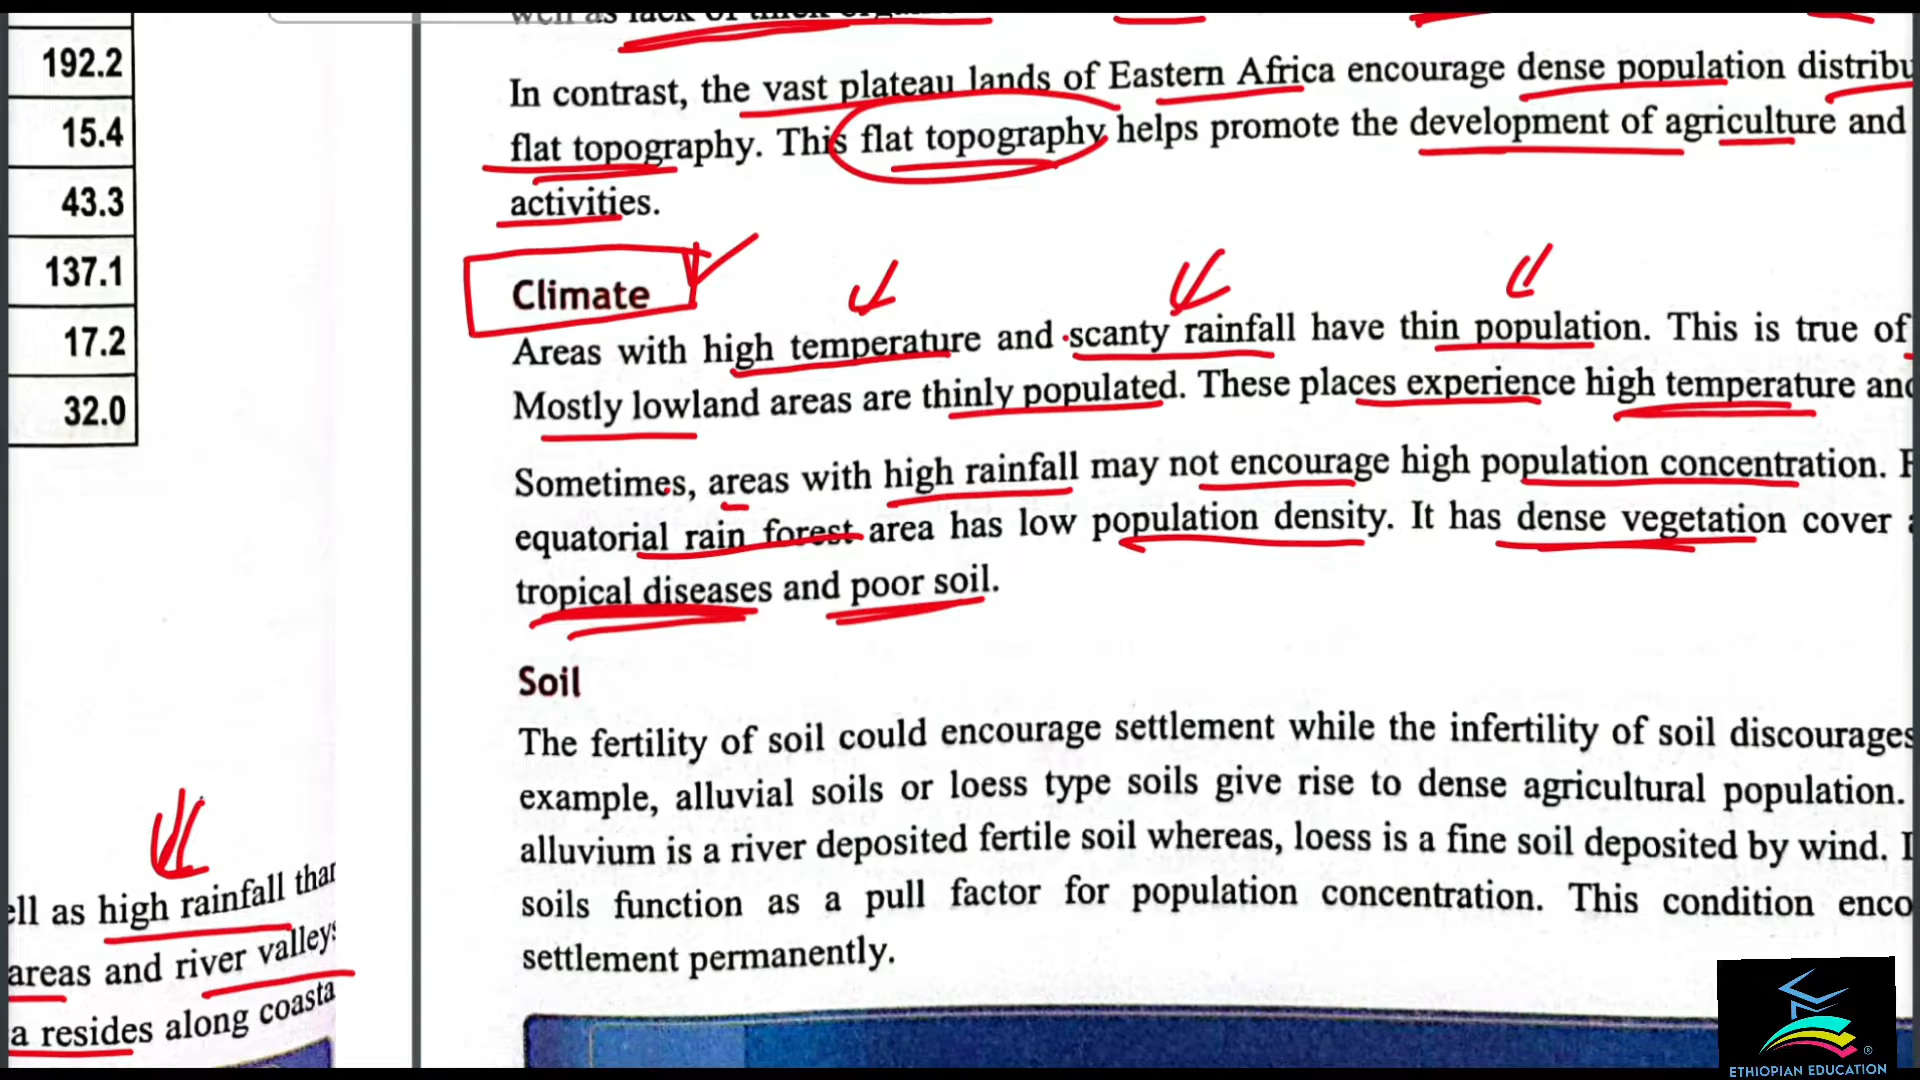 192.2
15.4
43.3
137.1
17.2
32.0
ell as high rainfall than
areas and river valleys
a resides along coasta
well as lack of thick
In contrast, the vast plateau lands of Eastern Africa encourage dense population distribu
flat topography. This flat topography helps promote the development of agriculture and
activities.
Climate
Areas with high temperature and scanty rainfall have thin population. This is true of
Mostly lowland areas are thinly populated. These places experience high temperature and
Sometimes, areas with high rainfall may not encourage high population concentration. F
equatorial rain forest area has low population density. It has dense vegetation cover a
tropical diseases and poor soil.
Soil
The fertility of soil could encourage settlement while the infertility of soil discourages
example, alluvial soils or loess type soils give rise to dense agricultural population.
alluvium is a river deposited fertile soil whereas, loess is a fine soil deposited by wind. I
soils function as a pull factor for population concentration. This condition enco
settlement permanently.
ETHIOPIAN EDUCATION